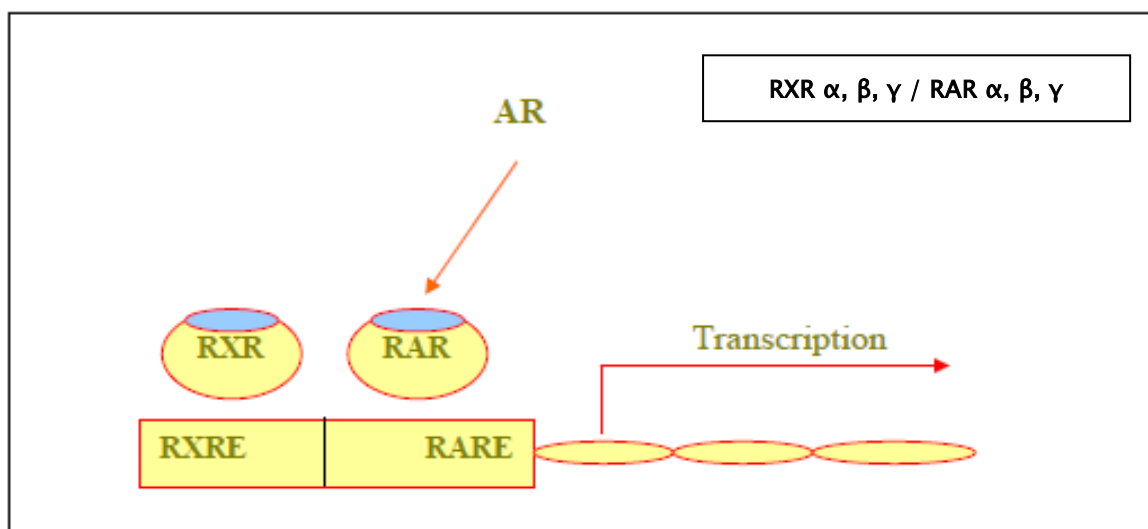 RXR α, β, γ / RAR α, β, γ
AR
RXR RAR
Transcription
RXRE RARE